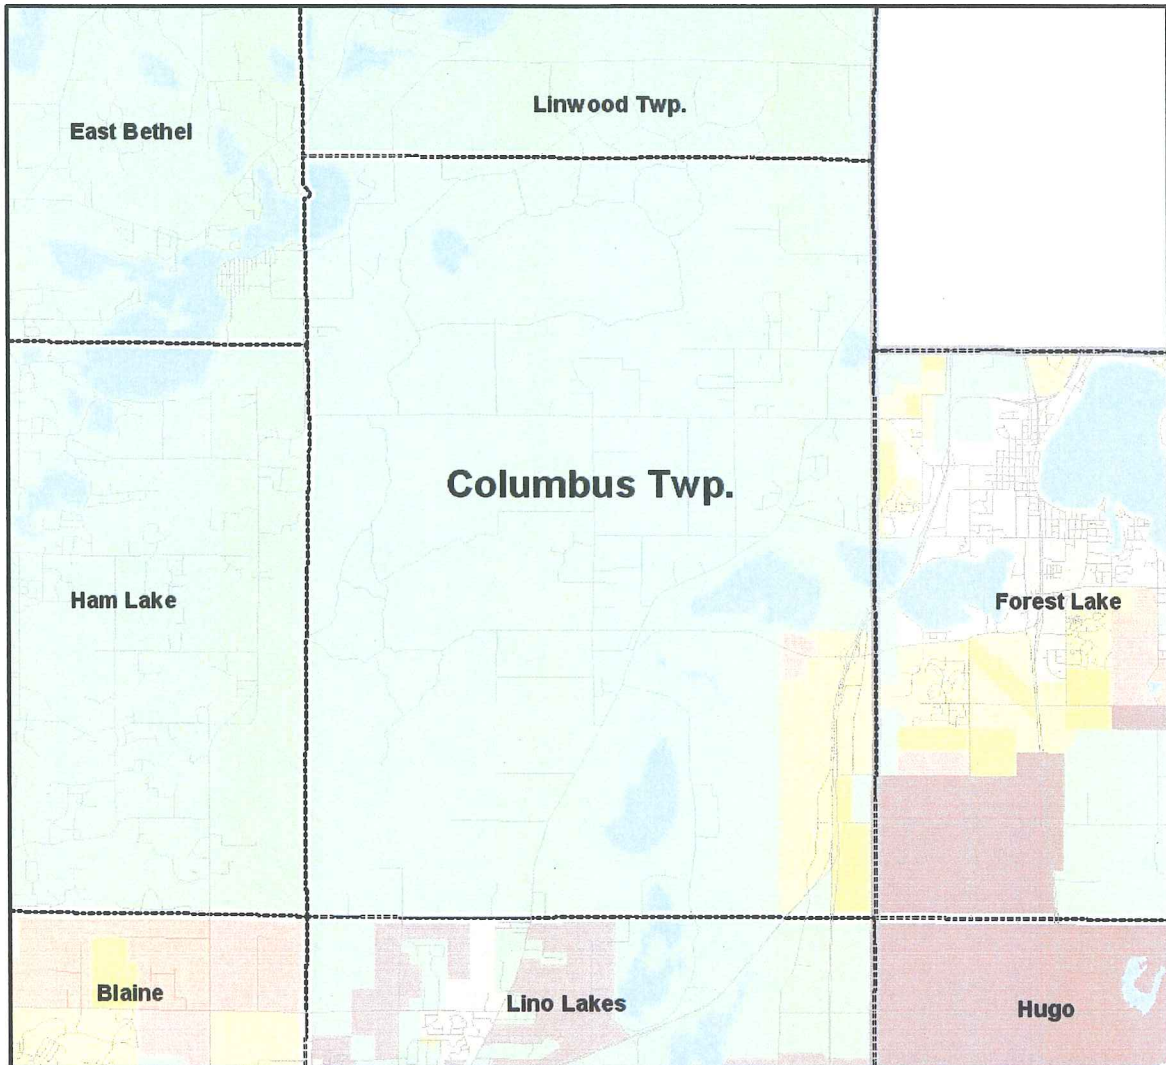 Linwood Twp.
East Bethel
Columbus Twp.
Ham Lake
Forest Lake
Blaine
Lino Lakes
Hugo